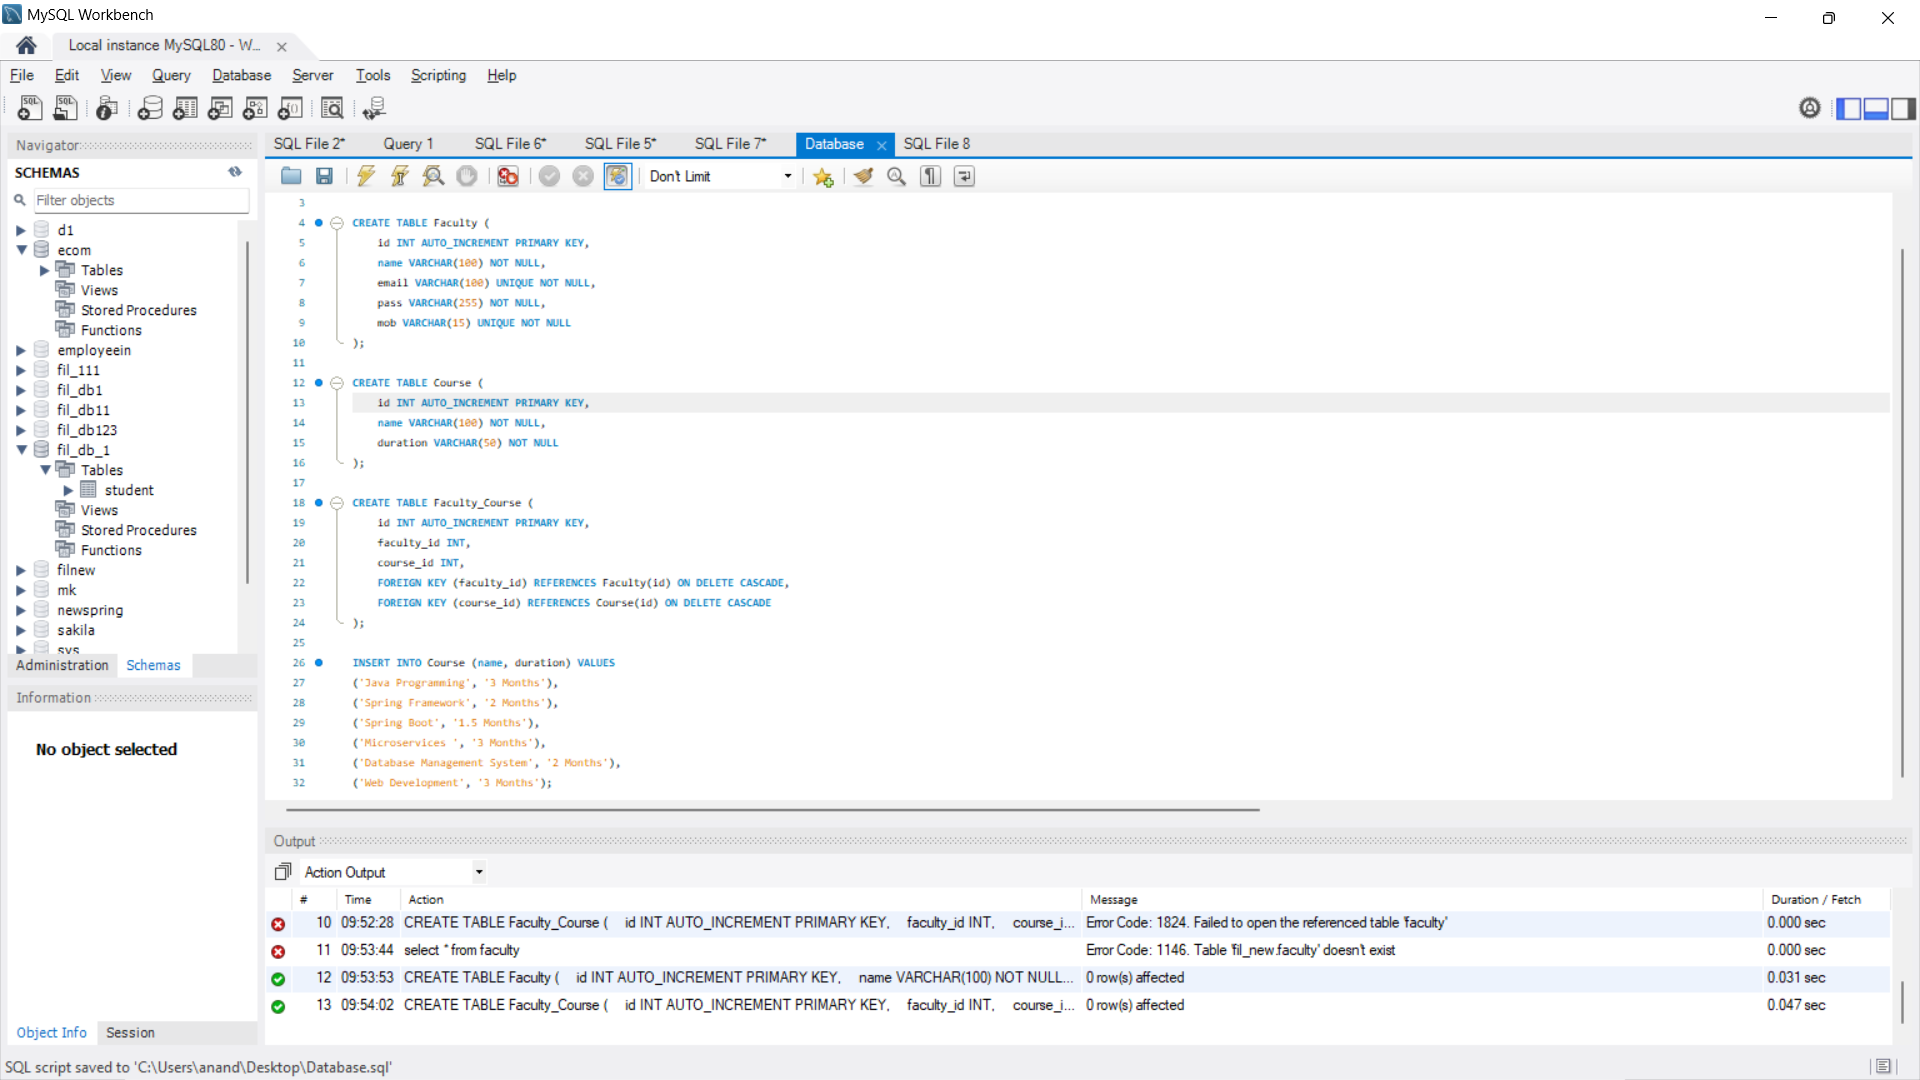 MySQL Workbench
Local instance MySQL80 - W...
File Edit View Query Database Server Tools Scripting Help
Navigator
SCHEMAS
Filter objects
d1
ecom
Tables
Views
Stored Procedures
Functions
employeein
fil_111
fil_db1
fil_db11
fil_db123
fil_db_1
Tables
student
Views
Stored Procedures
Functions
filnew
mk
newspring
sakila
sys
Administration Schemas
Information
No object selected
Object Info Session
SQL File 2* Query 1 SQL File 6* SQL File 5* SQL File 7* Database SQL File 8
Don't Limit
3
4 CREATE TABLE Faculty (
5 id INT AUTO_INCREMENT PRIMARY KEY,
6 name VARCHAR(100) NOT NULL,
7 email VARCHAR(100) UNIQUE NOT NULL,
8 pass VARCHAR(255) NOT NULL,
9 mob VARCHAR(15) UNIQUE NOT NULL
10 );
11
12 CREATE TABLE Course (
13 id INT AUTO_INCREMENT PRIMARY KEY,
14 name VARCHAR(100) NOT NULL,
15 duration VARCHAR(50) NOT NULL
16 );
17
18 CREATE TABLE Faculty_Course (
19 id INT AUTO_INCREMENT PRIMARY KEY,
20 faculty_id INT,
21 course_id INT,
22 FOREIGN KEY (faculty_id) REFERENCES Faculty(id) ON DELETE CASCADE,
23 FOREIGN KEY (course_id) REFERENCES Course(id) ON DELETE CASCADE
24 );
25
26 INSERT INTO Course (name, duration) VALUES
27 ('Java Programming', '3 Months'),
28 ('Spring Framework', '2 Months'),
29 ('Spring Boot', '1.5 Months'),
30 ('Microservices ', '3 Months'),
31 ('Database Management System', '2 Months'),
32 ('Web Development', '3 Months');
Output
Action Output
# Time Action Message Duration / Fetch
10 09:52:28 CREATE TABLE Faculty_Course ( id INT AUTO_INCREMENT PRIMARY KEY, faculty_id INT, course_i... Error Code: 1824. Failed to open the referenced table 'faculty' 0.000 sec
11 09:53:44 select * from faculty Error Code: 1146. Table 'fil_new.faculty' doesn't exist 0.000 sec
12 09:53:53 CREATE TABLE Faculty ( id INT AUTO_INCREMENT PRIMARY KEY, name VARCHAR(100) NOT NULL... 0 row(s) affected 0.031 sec
13 09:54:02 CREATE TABLE Faculty_Course ( id INT AUTO_INCREMENT PRIMARY KEY, faculty_id INT, course_i... 0 row(s) affected 0.047 sec
SQL script saved to 'C:\Users\anand\Desktop\Database.sql'